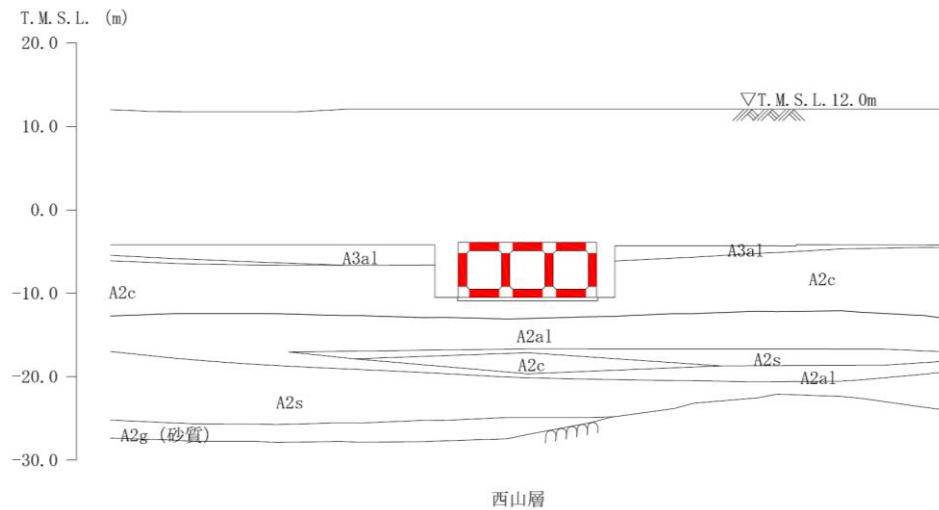 T.M.S.L. (m)
20.0
▽T.M.S.L.12.0m
10.0
0.0
A3al
A3al
A2c
A2c
-10.0
A2al
A2s
A2c
-20.0
A2al
A2s
A2g (砂質)
-30.0
西山層